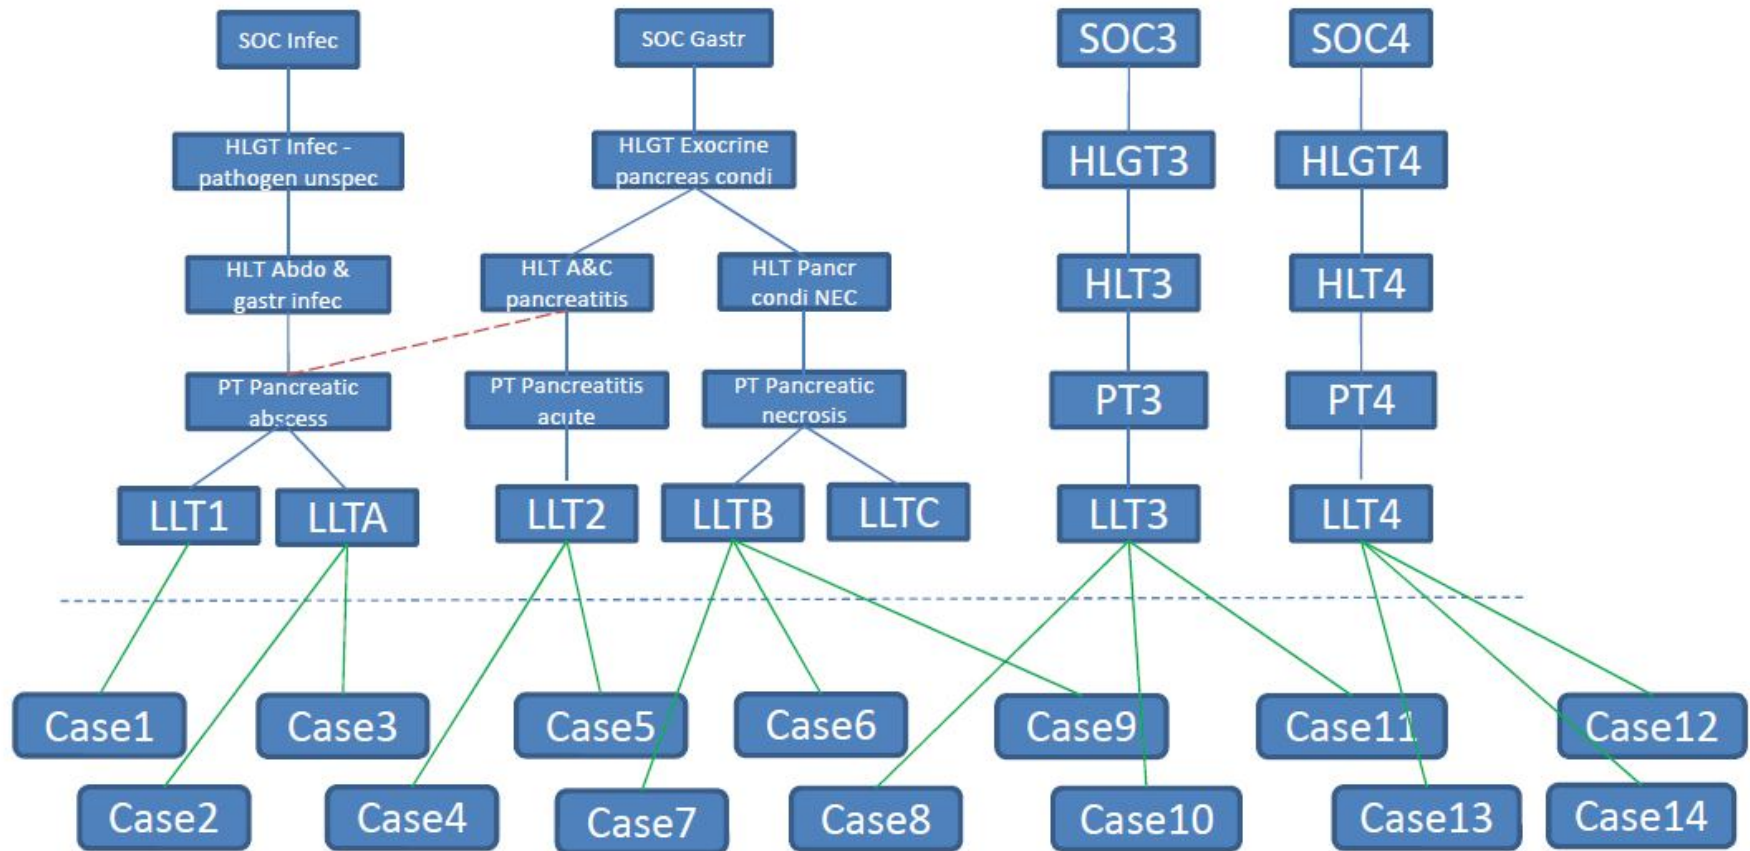 SOC Infec
SOC Gastr
SOC3
SOC4
HLGT Infec -
pathogen unspec
HLGT Exocrine
pancreas condi
HLGT3
HLGT4
HLT Abdo &
gastr infec
HLT A&C
pancreatitis
HLT Pancr
condi NEC
HLT3
HLT4
PT Pancreatic
abscess
PT Pancreatitis
acute
PT Pancreatic
necrosis
PT3
PT4
LLT1
LLTA
LLT2
LLTB
LLTC
LLT3
LLT4
Case1
Case3
Case5
Case6
Case9
Case11
Case12
Case2
Case4
Case7
Case8
Case10
Case13
Case14